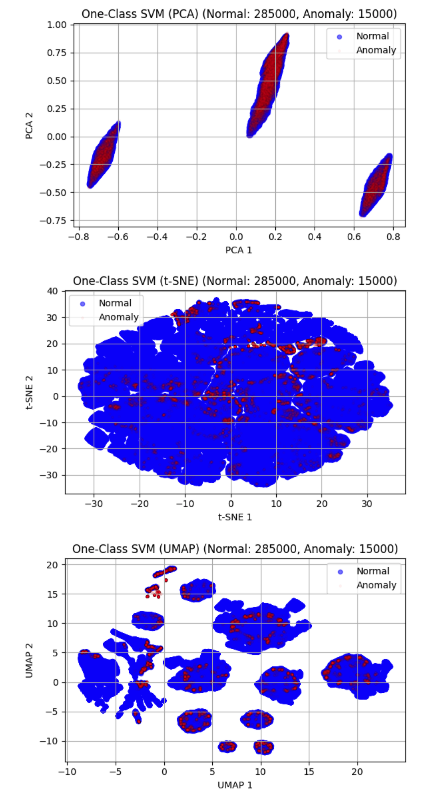 One-Class SVM (PCA) (Normal: 285000, Anomaly: 15000)
1.00
0.75
0.50
0.25
0.00
−0.25
−0.50
−0.75
PCA 2
Normal
Anomaly
−0.8 −0.6 −0.4 −0.2 0.0 0.2 0.4 0.6 0.8
PCA 1
One-Class SVM (t-SNE) (Normal: 285000, Anomaly: 15000)
40
30
20
10
0
−10
−20
−30
t-SNE 2
Normal
Anomaly
−30 −20 −10 0 10 20 30
t-SNE 1
One-Class SVM (UMAP) (Normal: 285000, Anomaly: 15000)
20
15
10
5
0
−5
−10
UMAP 2
Normal
Anomaly
−10 −5 0 5 10 15 20
UMAP 1